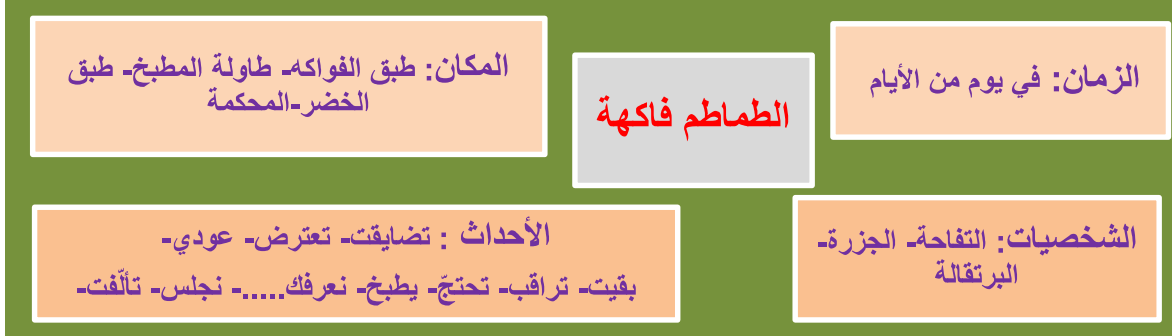 الزمان: في يوم من الأيام
الطماطم فاكهة
المكان: طبق الفواكه- طاولة المطبخ- طبق
الخضر-المحكمة
الشخصيات: التفاحة- الجزرة-
البرتقالة
الأحداث : تضايقت- تعترض- عودي-
بقيت- تراقب- تحتجّ- يطبخ- نعرفك.....- نجلس- تألّفت-